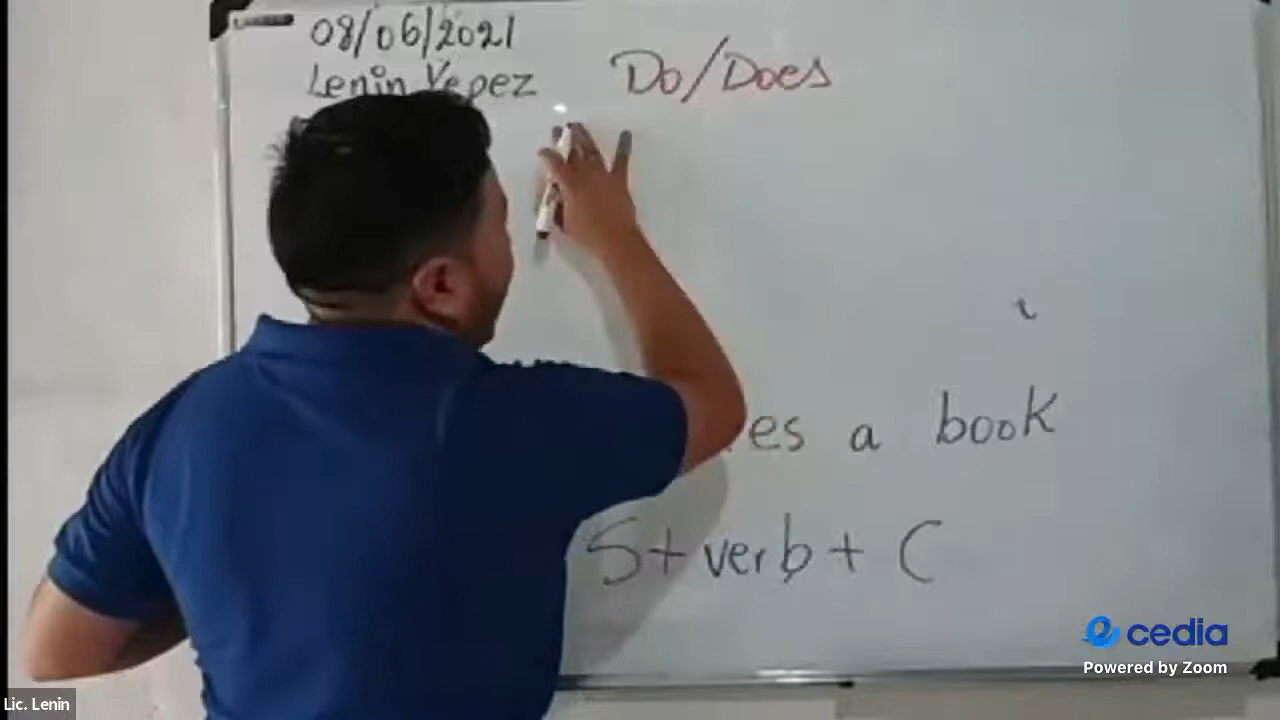 08/06/2021
Lenin Yepez
Do/Does
es a book
S + verb + C
cedia
Powered by Zoom
Lic. Lenin